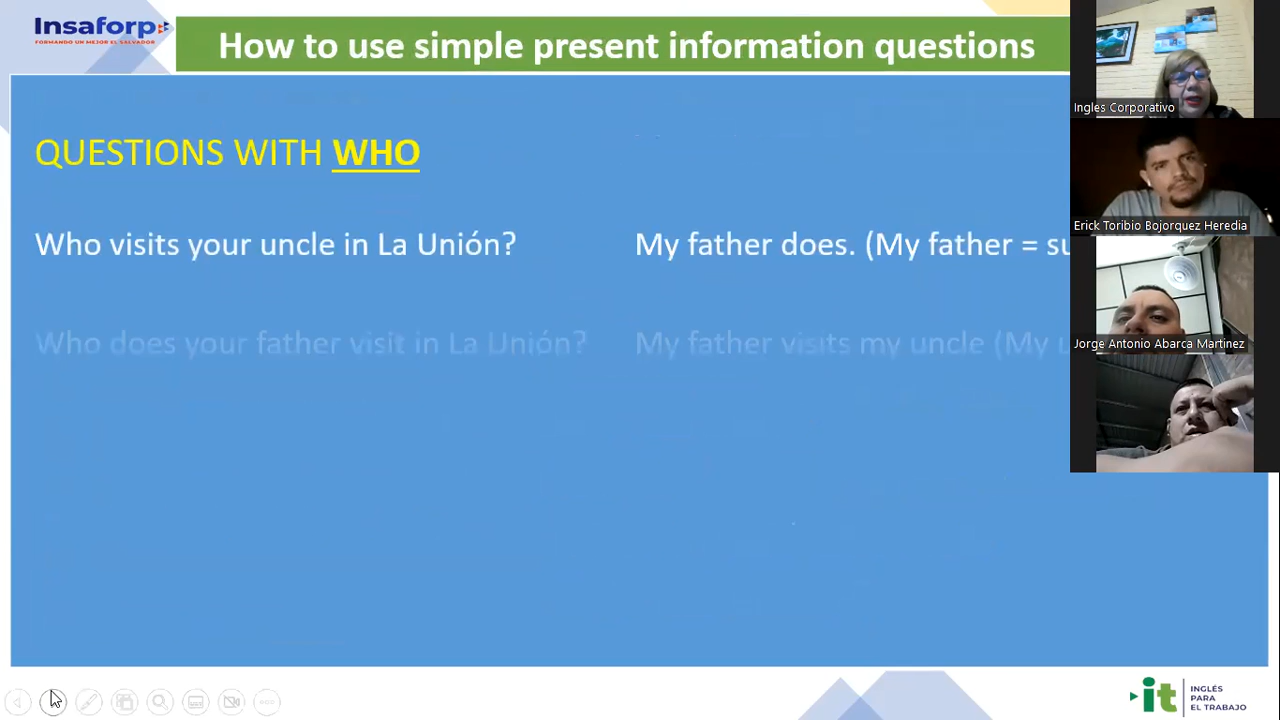 Insaforp
FORMANDO UN MEJOR EL SALVADOR
How to use simple present information questions
QUESTIONS WITH WHO
Who visits your uncle in La Unión?
My father does. (My father = su
Who does your father visit in La Unión?
My father visits my uncle (My u
Ingles Corporativo
Erick Toribio Bojorquez Heredia
Jorge Antonio Abarca Martinez
it
INGLÉS
PARA
EL TRABAJO